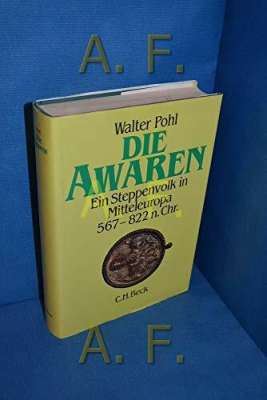 A. F.
Walter Pohl
DIE
AWAREN
Ein Steppenvolk in
Mitteleuropa
567–822 n. Chr.
C.H. Beck
A. F.